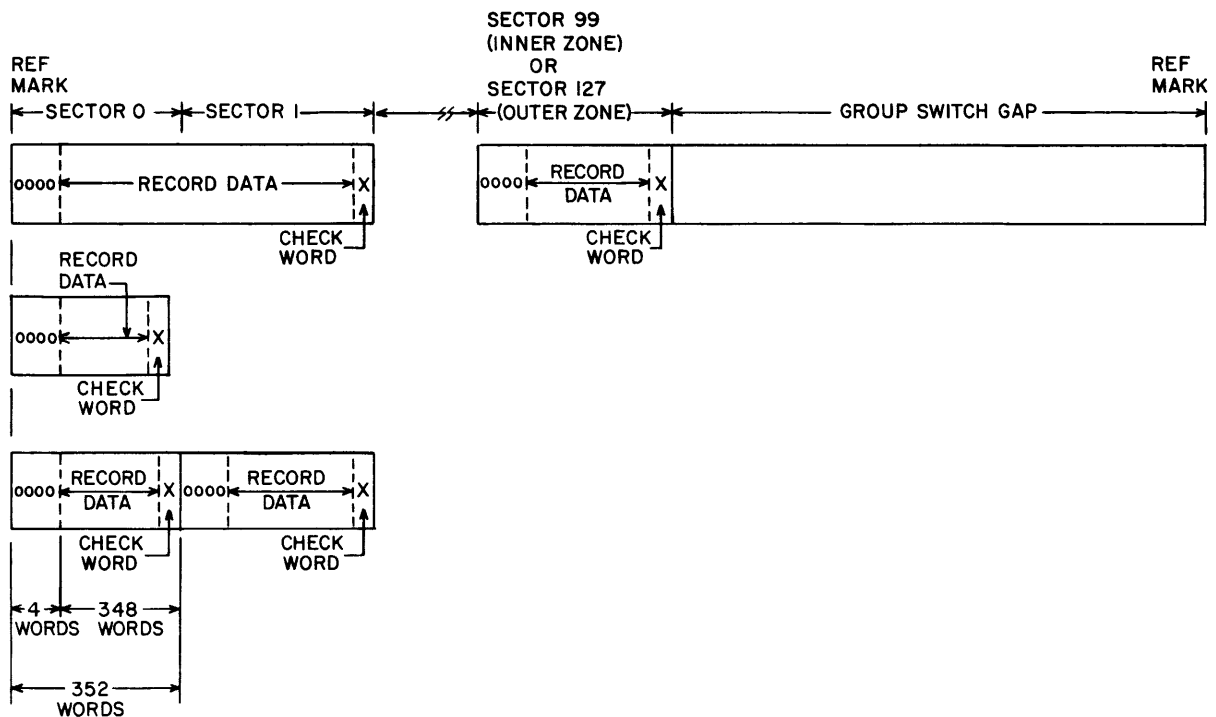 SECTOR 99
(INNER ZONE)
OR
SECTOR 127
(OUTER ZONE)
REF
MARK
REF
MARK
SECTOR 0
SECTOR 1
GROUP SWITCH GAP
0000
RECORD DATA
X
0000
RECORD
DATA
X
CHECK
WORD
CHECK
WORD
RECORD
DATA
0000
X
CHECK
WORD
0000
RECORD
DATA
X
0000
RECORD
DATA
X
CHECK
WORD
CHECK
WORD
4
WORDS
348
WORDS
352
WORDS